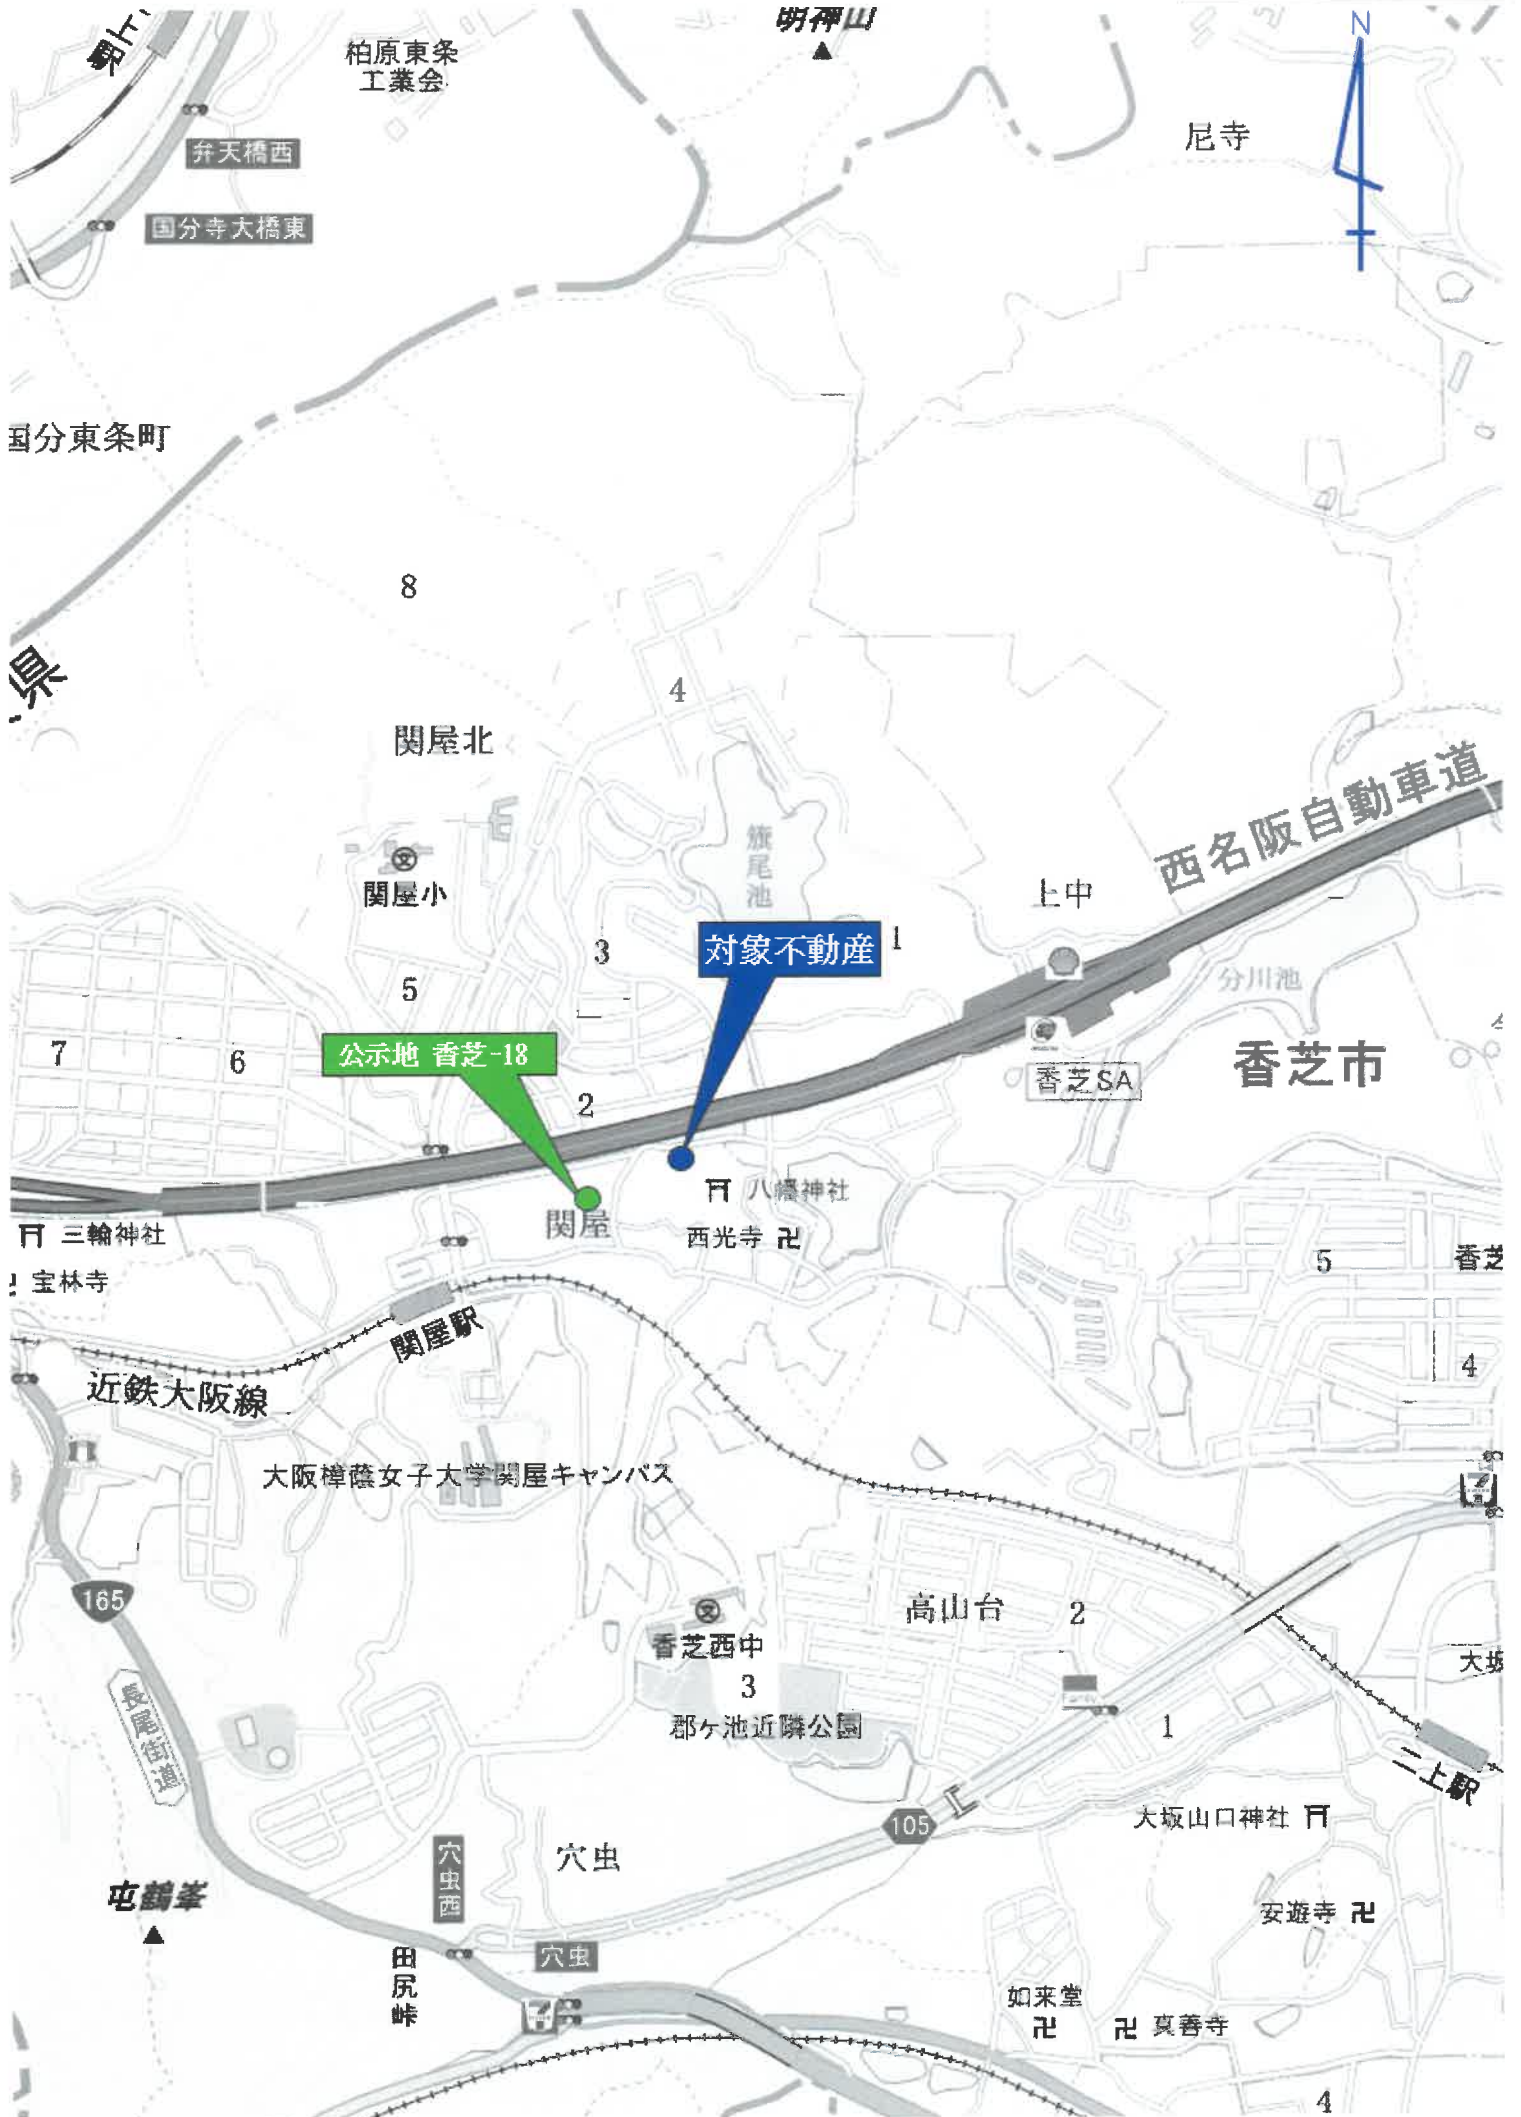 明神山
N
柏原東条
工業会
尼寺
弁天橋西
国分寺大橋東
国分東条町
8
県
4
関屋北
西名阪自動車道
旗尾池
関屋小
上中
対象不動産
1
3
分川池
5
7
6
公示地 香芝-18
香芝市
香芝SA
2
八幡神社
関屋
西光寺
三輪神社
宝林寺
5
香芝
関屋駅
4
近鉄大阪線
大阪樟蔭女子大学関屋キャンパス
165
高山台
2
香芝西中
大坂
3
長尾街道
郡ヶ池近隣公園
1
二上駅
大坂山口神社
105
穴虫西
穴虫
屯鶴峯
安遊寺
田尻峠
穴虫
如来堂
真善寺
4